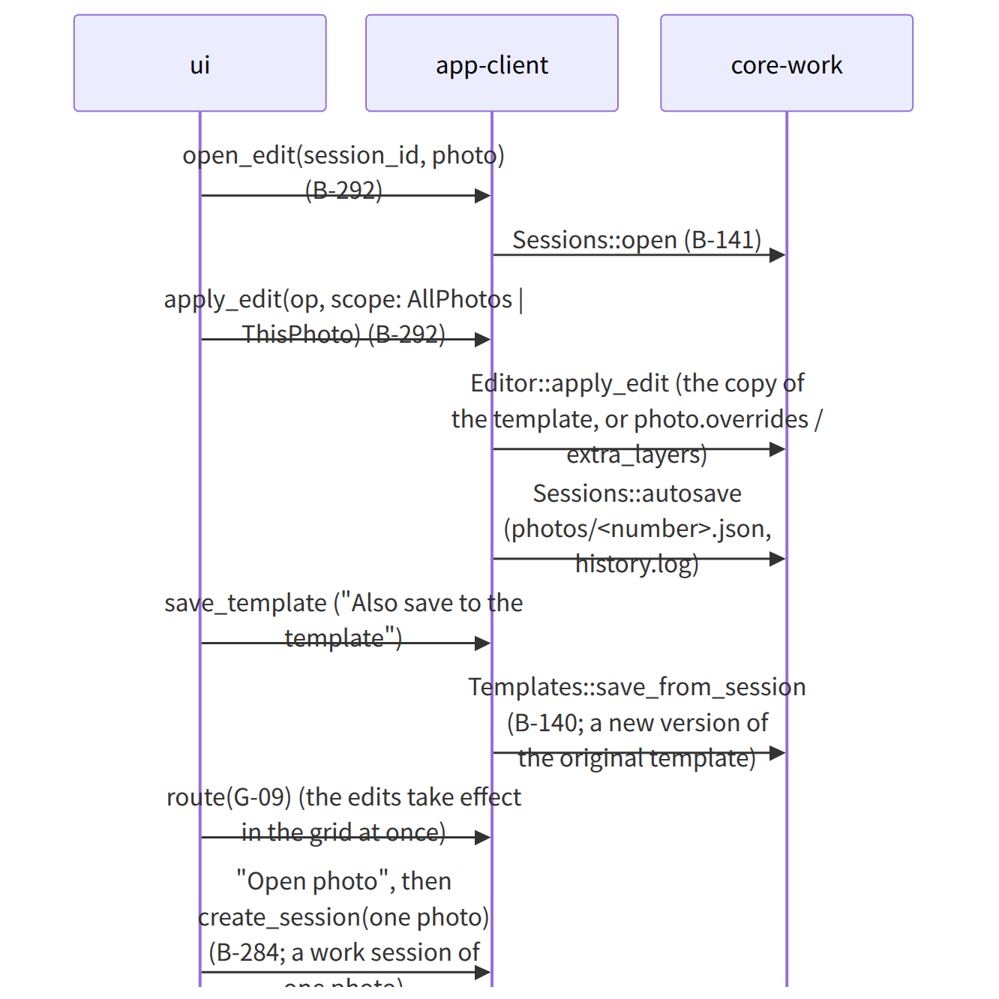 ui
app-client
core-work
open_edit(session_id, photo)
(B-292)
Sessions::open (B-141)
apply_edit(op, scope: AllPhotos |
ThisPhoto) (B-292)
Editor::apply_edit (the copy of
the template, or photo.overrides /
extra_layers)
Sessions::autosave
(photos/<number>.json,
history.log)
save_template ("Also save to the
template")
Templates::save_from_session
(B-140; a new version of
the original template)
route(G-09) (the edits take effect
in the grid at once)
"Open photo", then
create_session(one photo)
(B-284; a work session of
one photo)